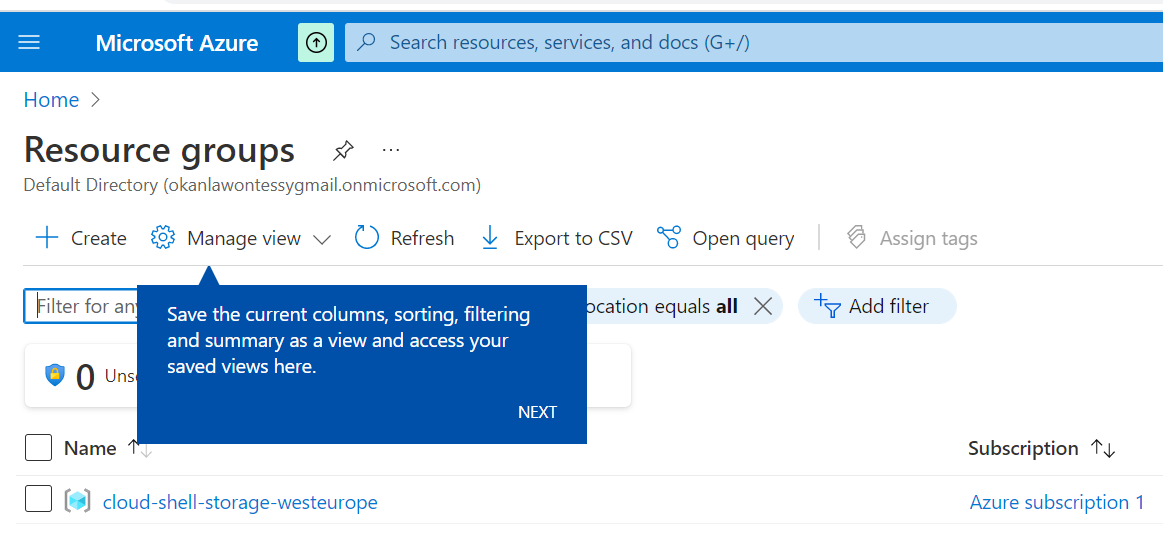 Microsoft Azure
Search resources, services, and docs (G+/)
Home
Resource groups
Default Directory (okanlawontessygmail.onmicrosoft.com)
Create Manage view Refresh Export to CSV Open query Assign tags
Filter for any
ocation equals all
Add filter
Save the current columns, sorting, filtering
and summary as a view and access your
saved views here.
NEXT
0 Uns
Name
Subscription
cloud-shell-storage-westeurope
Azure subscription 1